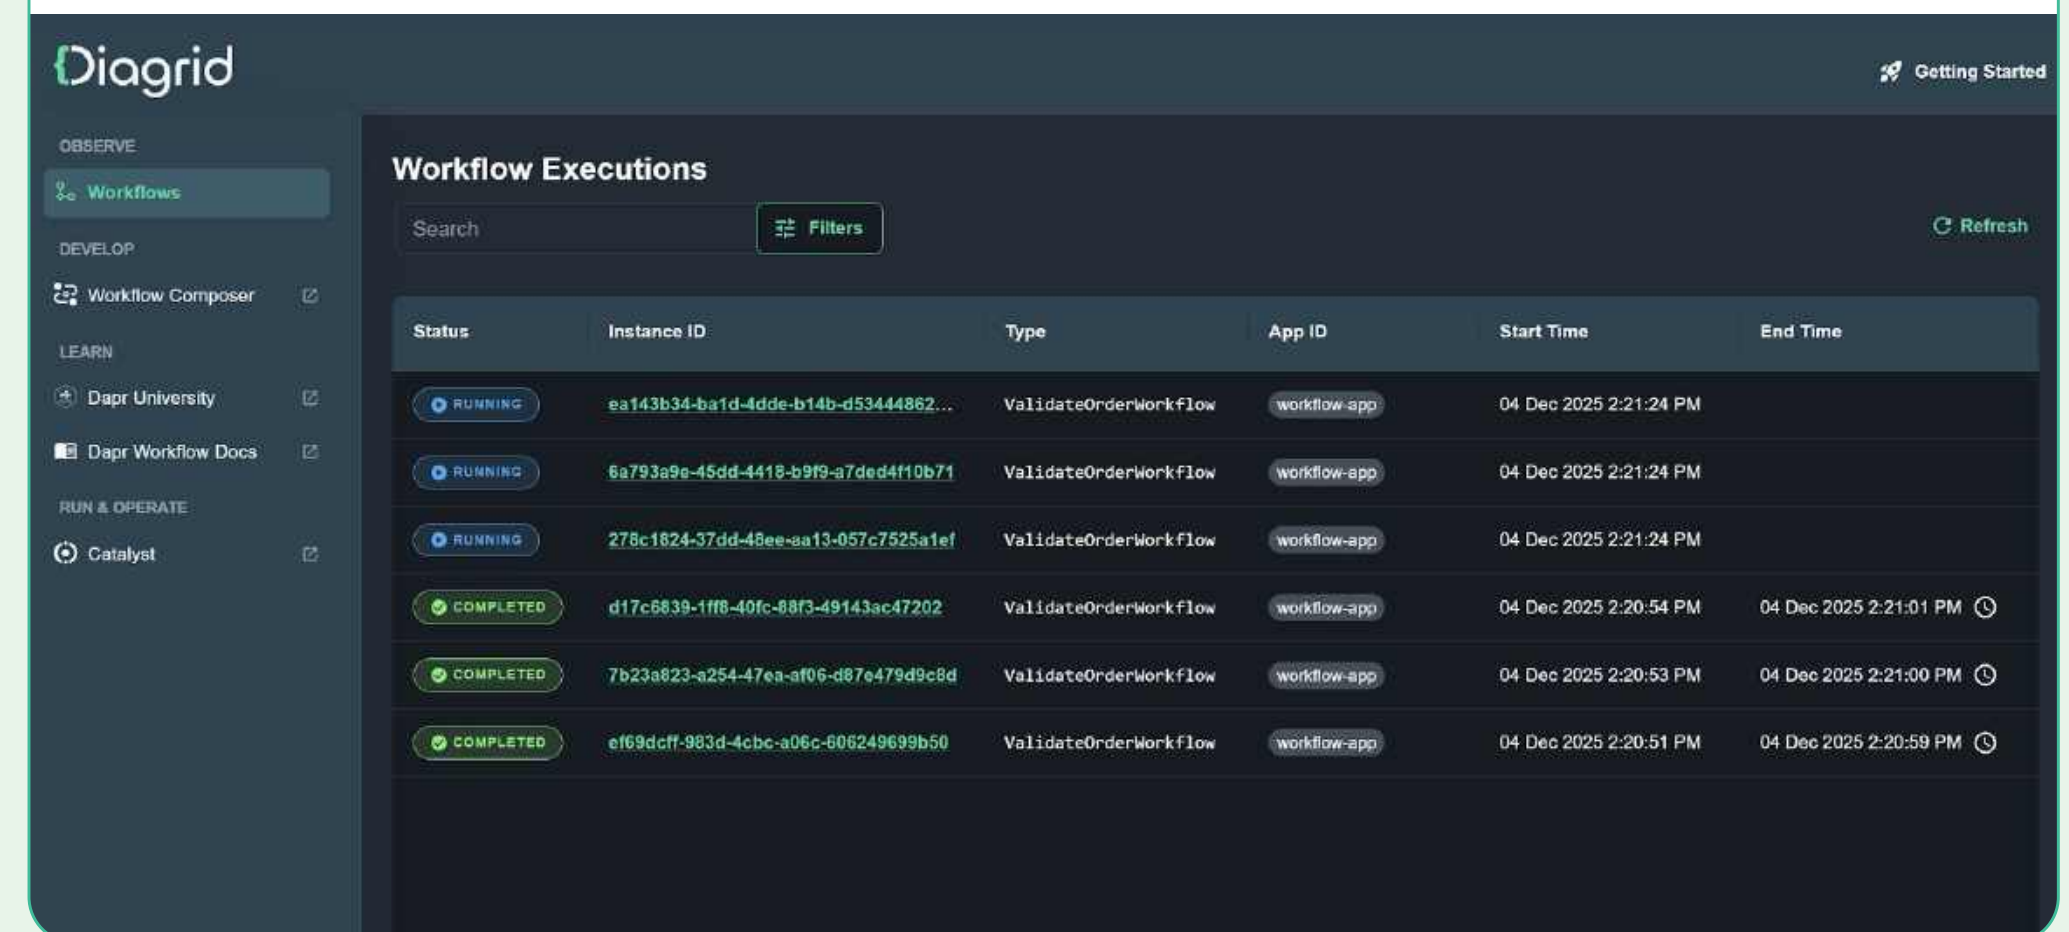 Diagrid
Getting Started
OBSERVE
Workflows
DEVELOP
Workflow Composer
LEARN
Dapr University
Dapr Workflow Docs
RUN & OPERATE
Catalyst
Workflow Executions
Search
Filters
Refresh
Status Instance ID Type App ID Start Time End Time
RUNNING ea143b34-ba1d-4dde-b14b-d53444862... ValidateOrderWorkflow workflow-app 04 Dec 2025 2:21:24 PM
RUNNING 6a793a9e-45dd-4418-b9f9-a7ded4f10b71 ValidateOrderWorkflow workflow-app 04 Dec 2025 2:21:24 PM
RUNNING 278c1824-37dd-48ee-aa13-057c7525a1ef ValidateOrderWorkflow workflow-app 04 Dec 2025 2:21:24 PM
COMPLETED d17c6839-1ff8-40fc-88f3-49143ac47202 ValidateOrderWorkflow workflow-app 04 Dec 2025 2:20:54 PM 04 Dec 2025 2:21:01 PM
COMPLETED 7b23a823-a254-47ea-af06-d87e479d9c8d ValidateOrderWorkflow workflow-app 04 Dec 2025 2:20:53 PM 04 Dec 2025 2:21:00 PM
COMPLETED ef69dcff-983d-4cbc-a06c-606249699b50 ValidateOrderWorkflow workflow-app 04 Dec 2025 2:20:51 PM 04 Dec 2025 2:20:59 PM